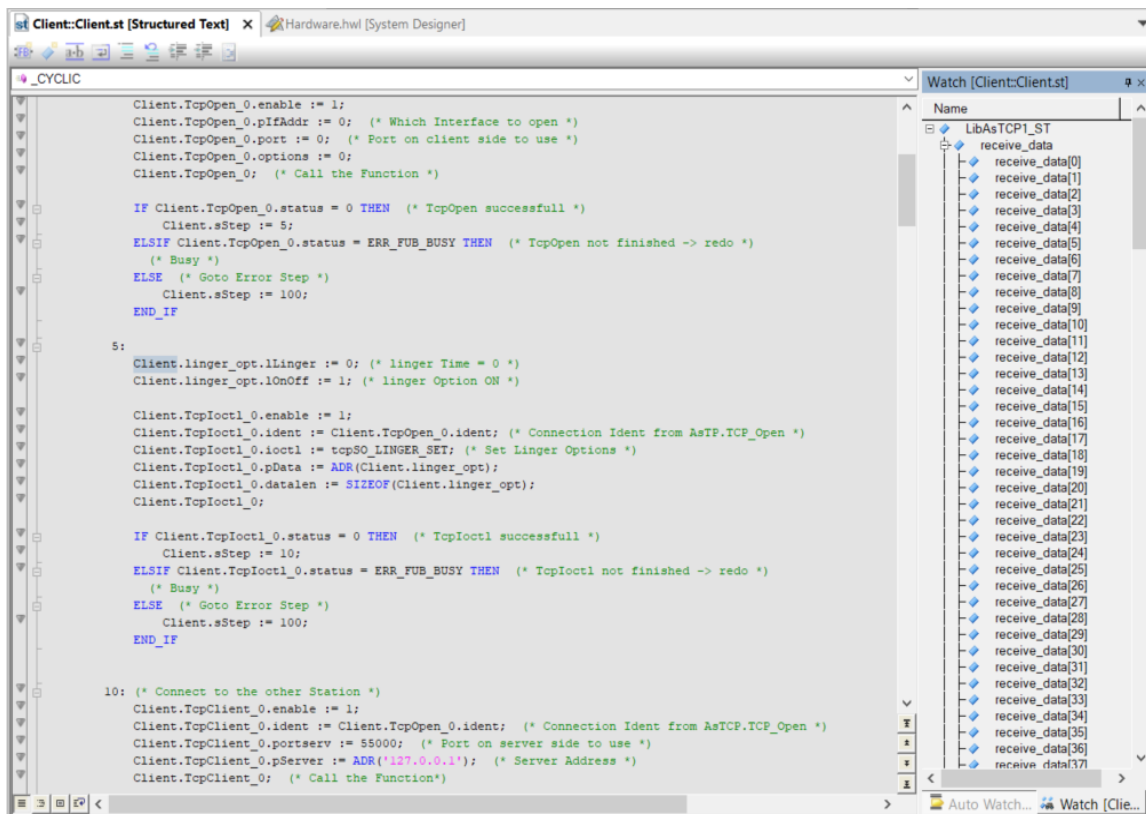 Client::Client.st [Structured Text]
Hardware.hwl [System Designer]
_CYCLIC
Client.TcpOpen_0.enable := 1;
Client.TcpOpen_0.pIfAddr := 0; (* Which Interface to open *)
Client.TcpOpen_0.port := 0; (* Port on client side to use *)
Client.TcpOpen_0.options := 0;
Client.TcpOpen_0; (* Call the Function *)
IF Client.TcpOpen_0.status = 0 THEN (* TcpOpen successfull *)
Client.sStep := 5;
ELSIF Client.TcpOpen_0.status = ERR_FUB_BUSY THEN (* TcpOpen not finished -> redo *)
(* Busy *)
ELSE (* Goto Error Step *)
Client.sStep := 100;
END_IF
5:
Client.linger_opt.lLinger := 0; (* linger Time = 0 *)
Client.linger_opt.lOnOff := 1; (* linger Option ON *)
Client.TcpIoctl_0.enable := 1;
Client.TcpIoctl_0.ident := Client.TcpOpen_0.ident; (* Connection Ident from AsTP.TCP_Open *)
Client.TcpIoctl_0.ioctl := tcpSO_LINGER_SET; (* Set Linger Options *)
Client.TcpIoctl_0.pData := ADR(Client.linger_opt);
Client.TcpIoctl_0.datalen := SIZEOF(Client.linger_opt);
Client.TcpIoctl_0;
IF Client.TcpIoctl_0.status = 0 THEN (* TcpIoctl successfull *)
Client.sStep := 10;
ELSIF Client.TcpIoctl_0.status = ERR_FUB_BUSY THEN (* TcpIoctl not finished -> redo *)
(* Busy *)
ELSE (* Goto Error Step *)
Client.sStep := 100;
END_IF
10: (* Connect to the other Station *)
Client.TcpClient_0.enable := 1;
Client.TcpClient_0.ident := Client.TcpOpen_0.ident; (* Connection Ident from AsTCP.TCP_Open *)
Client.TcpClient_0.portserv := 55000; (* Port on server side to use *)
Client.TcpClient_0.pServer := ADR('127.0.0.1'); (* Server Address *)
Client.TcpClient_0; (* Call the Function*)
Watch [Client::Client.st]
Name
LibAsTCP1_ST
receive_data
receive_data[0]
receive_data[1]
receive_data[2]
receive_data[3]
receive_data[4]
receive_data[5]
receive_data[6]
receive_data[7]
receive_data[8]
receive_data[9]
receive_data[10]
receive_data[11]
receive_data[12]
receive_data[13]
receive_data[14]
receive_data[15]
receive_data[16]
receive_data[17]
receive_data[18]
receive_data[19]
receive_data[20]
receive_data[21]
receive_data[22]
receive_data[23]
receive_data[24]
receive_data[25]
receive_data[26]
receive_data[27]
receive_data[28]
receive_data[29]
receive_data[30]
receive_data[31]
receive_data[32]
receive_data[33]
receive_data[34]
receive_data[35]
receive_data[36]
receive_data[37]
Auto Watch...
Watch [Clie...